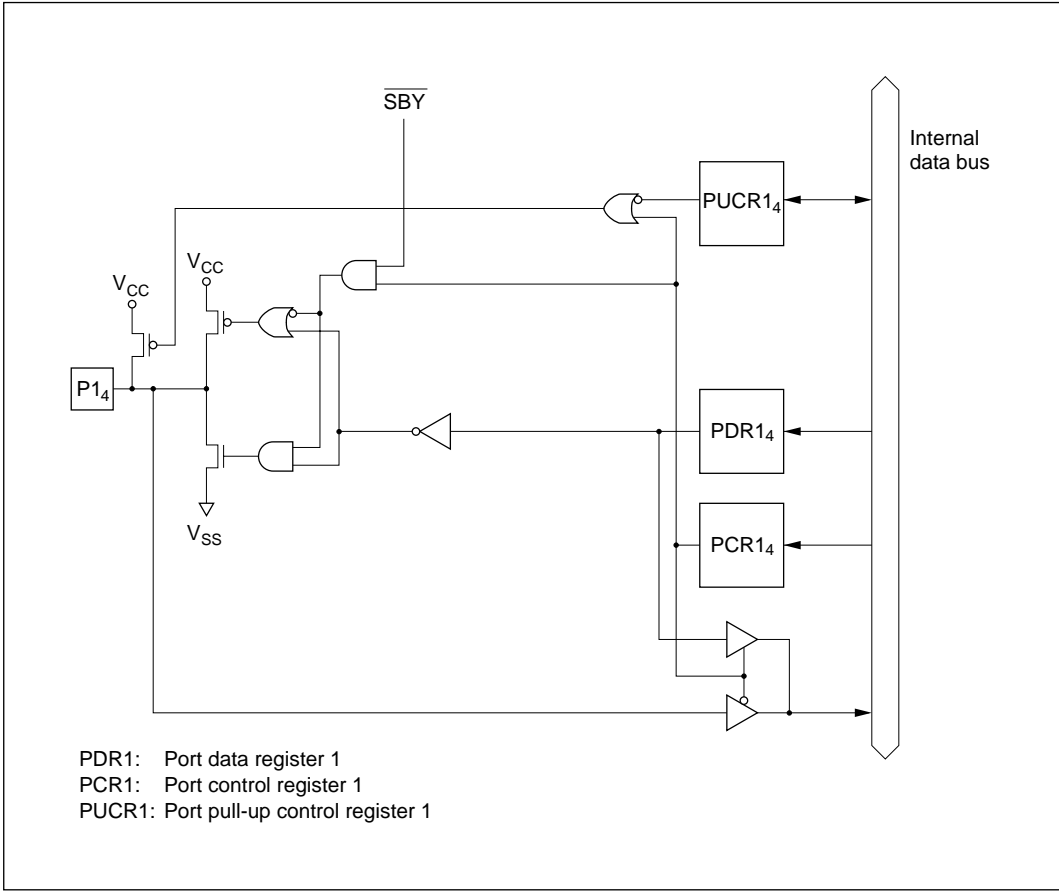 SBY
Internal
data bus
PUCR1₄
V_CC
V_CC
P1₄
PDR1₄
V_SS
PCR1₄
PDR1: Port data register 1
PCR1: Port control register 1
PUCR1: Port pull-up control register 1